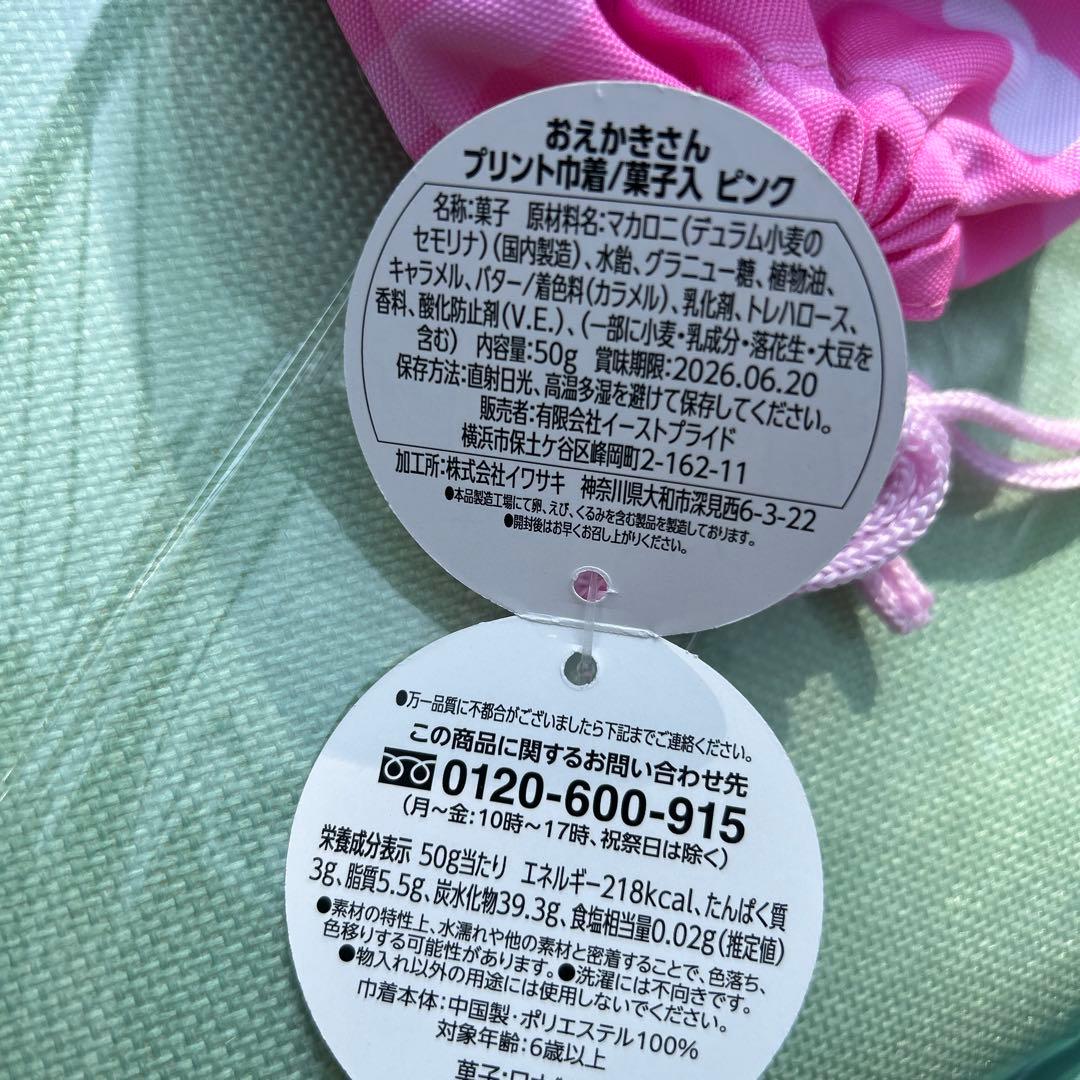 おえかきさん
プリント巾着/菓子入 ピンク
名称:菓子 原材料名:マカロニ(デュラム小麦の
セモリナ)(国内製造)、水飴、グラニュー糖、植物油、
キャラメル、バター/着色料(カラメル)、乳化剤、トレハロース、
香料、酸化防止剤(V.E.)、(一部に小麦・乳成分・落花生・大豆を
含む) 内容量:50g 賞味期限:2026.06.20
保存方法:直射日光、高温多湿を避けて保存してください。
販売者:有限会社イーストプライド
横浜市保土ケ谷区峰岡町2-162-11
加工所:株式会社イワサキ 神奈川県大和市深見西6-3-22
●本品製造工場にて卵、えび、くるみを含む製品を製造しております。
●開封後はお早くお召し上がりください。
●万一品質に不都合がございましたら下記までご連絡ください。
この商品に関するお問い合わせ先
0120-600-915
(月〜金:10時〜17時、祝祭日は除く)
栄養成分表示 50g当たり エネルギー218kcal、たんぱく質
3g、脂質5.5g、炭水化物39.3g、食塩相当量0.02g(推定値)
●素材の特性上、水濡れや他の素材と密着することで、色落ち、
色移りする可能性があります。●洗濯には不向きです。
●物入れ以外の用途には使用しないでください。
巾着本体:中国製・ポリエステル100%
対象年齢:6歳以上
菓子:日本